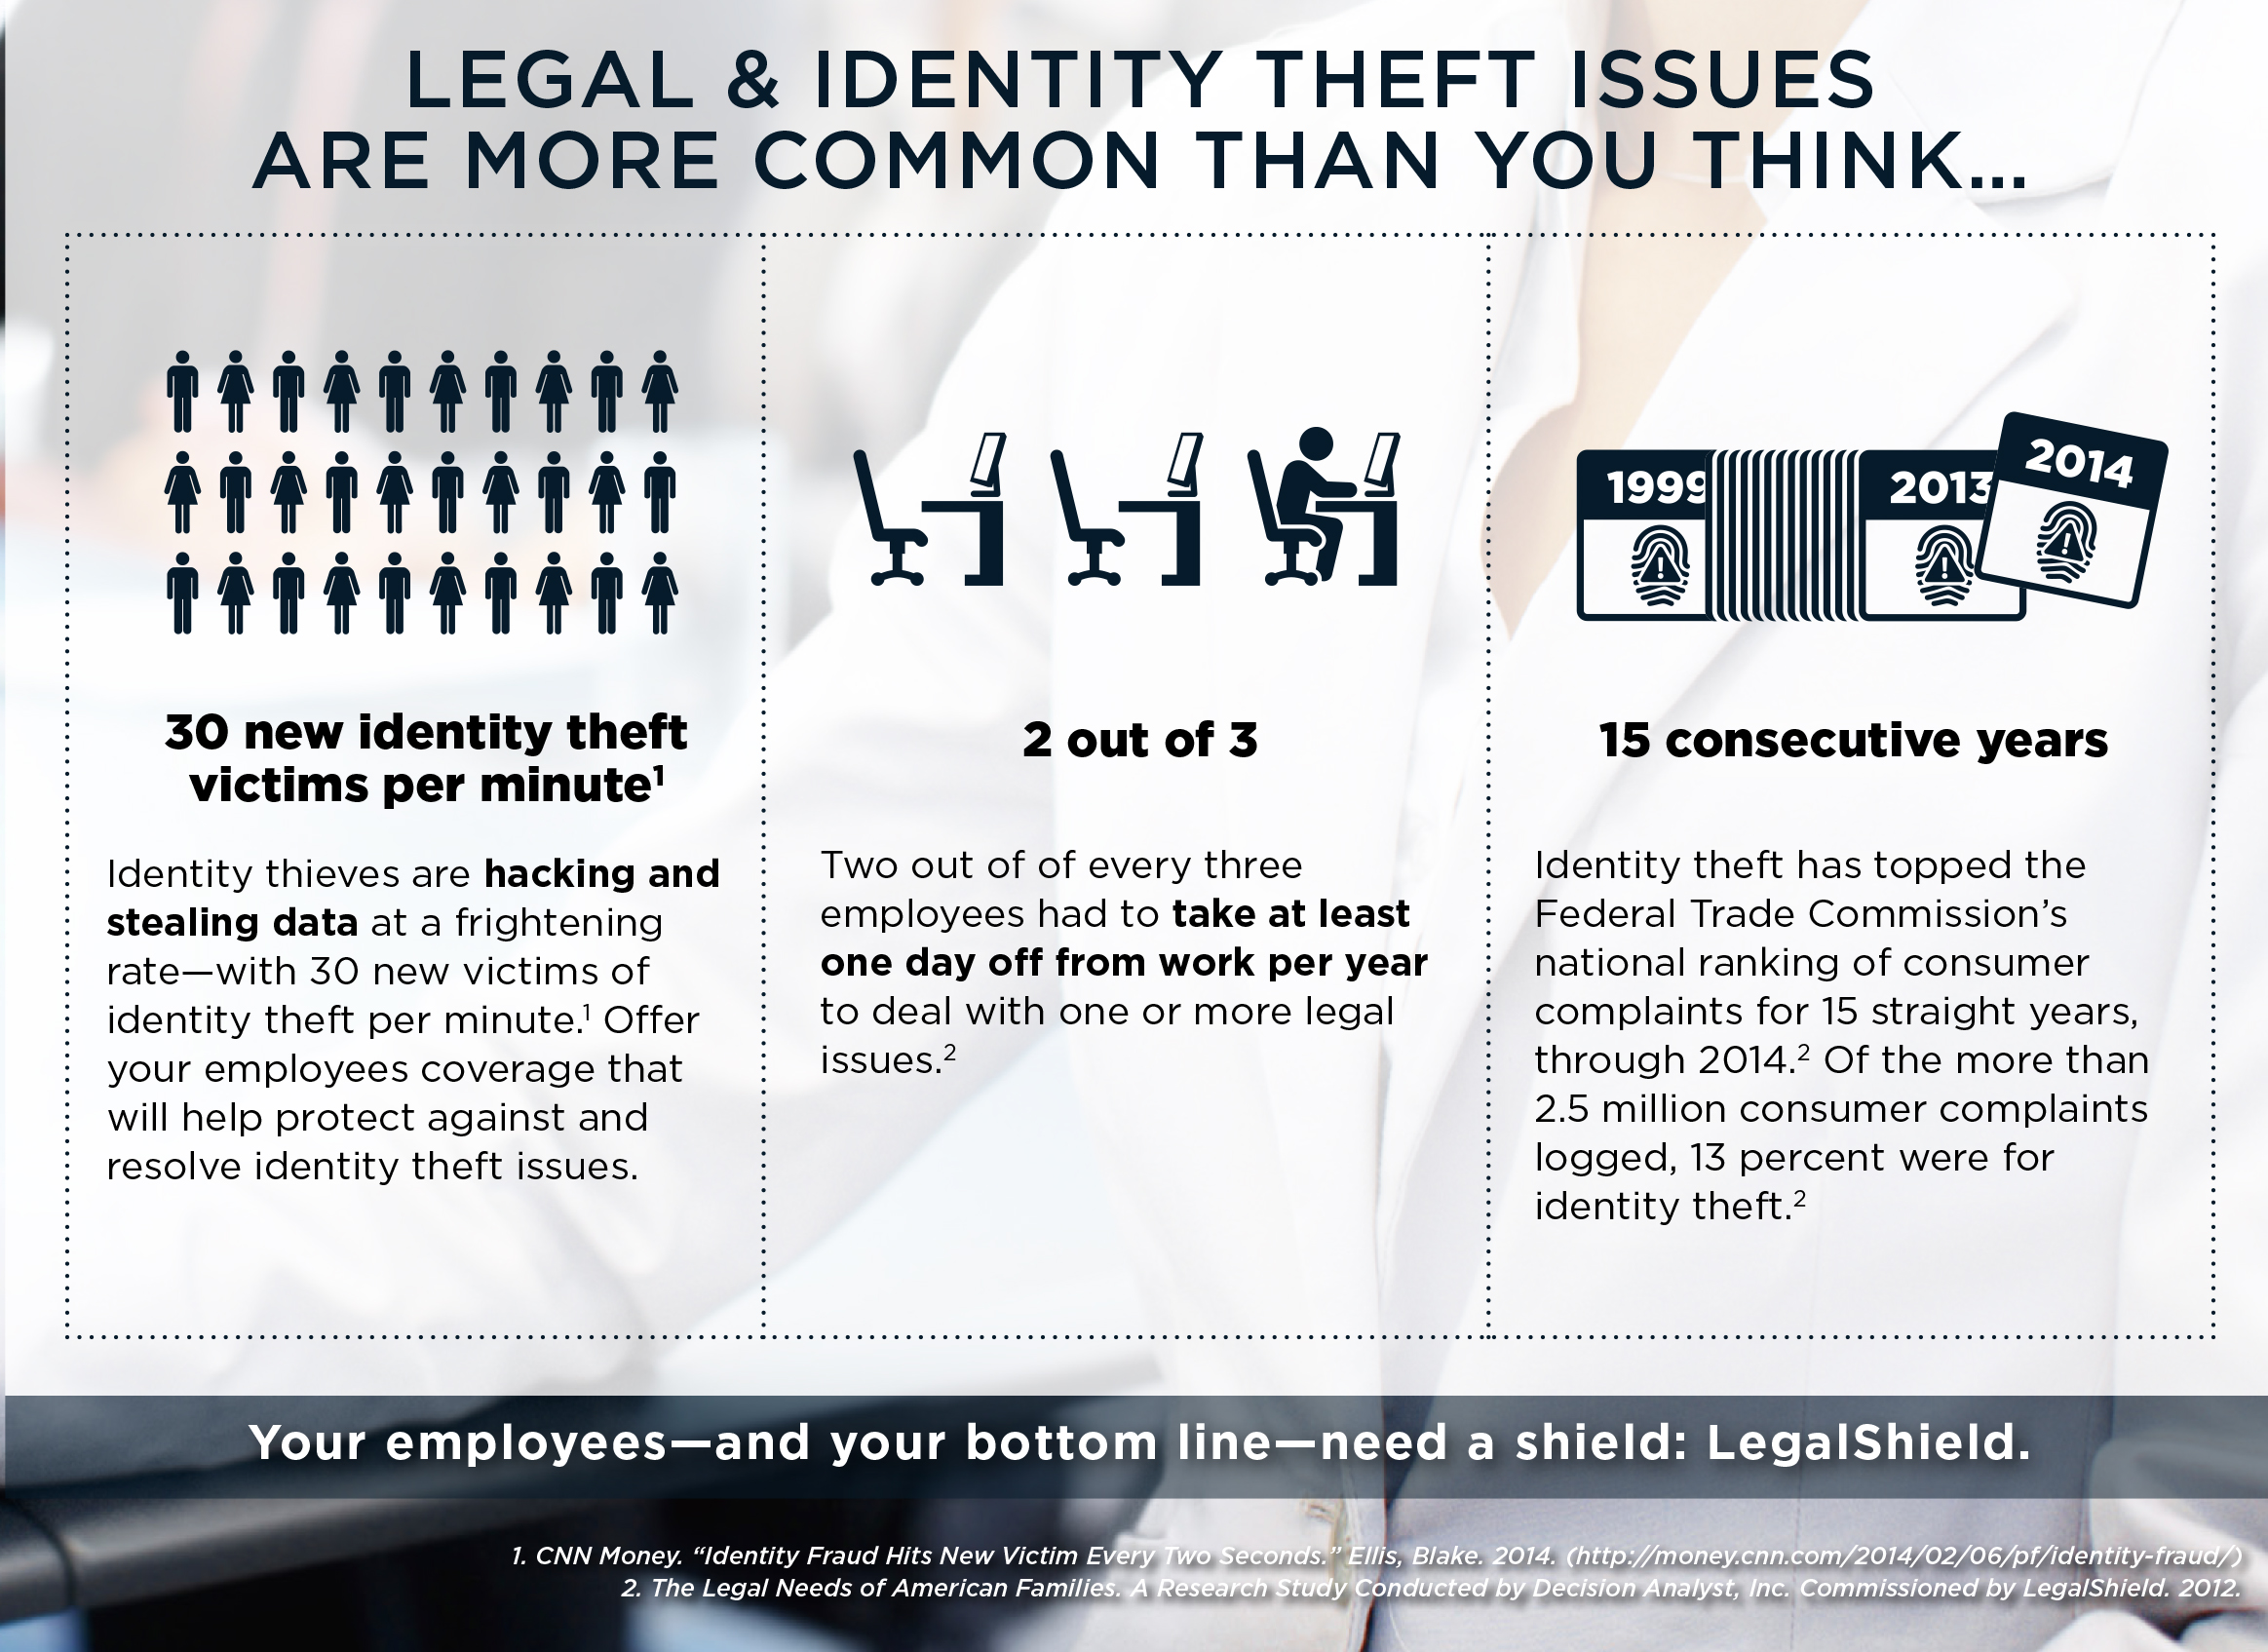 LEGAL & IDENTITY THEFT ISSUES
ARE MORE COMMON THAN YOU THINK...
1999
2013
2014
30 new identity theft
victims per minute¹
Identity thieves are hacking and
stealing data at a frightening
rate—with 30 new victims of
identity theft per minute.¹ Offer
your employees coverage that
will help protect against and
resolve identity theft issues.
2 out of 3
Two out of of every three
employees had to take at least
one day off from work per year
to deal with one or more legal
issues.²
15 consecutive years
Identity theft has topped the
Federal Trade Commission’s
national ranking of consumer
complaints for 15 straight years,
through 2014.² Of the more than
2.5 million consumer complaints
logged, 13 percent were for
identity theft.²
Your employees—and your bottom line—need a shield: LegalShield.
1. CNN Money. “Identity Fraud Hits New Victim Every Two Seconds.” Ellis, Blake. 2014. (http://money.cnn.com/2014/02/06/pf/identity-fraud/)
2. The Legal Needs of American Families. A Research Study Conducted by Decision Analyst, Inc. Commissioned by LegalShield. 2012.